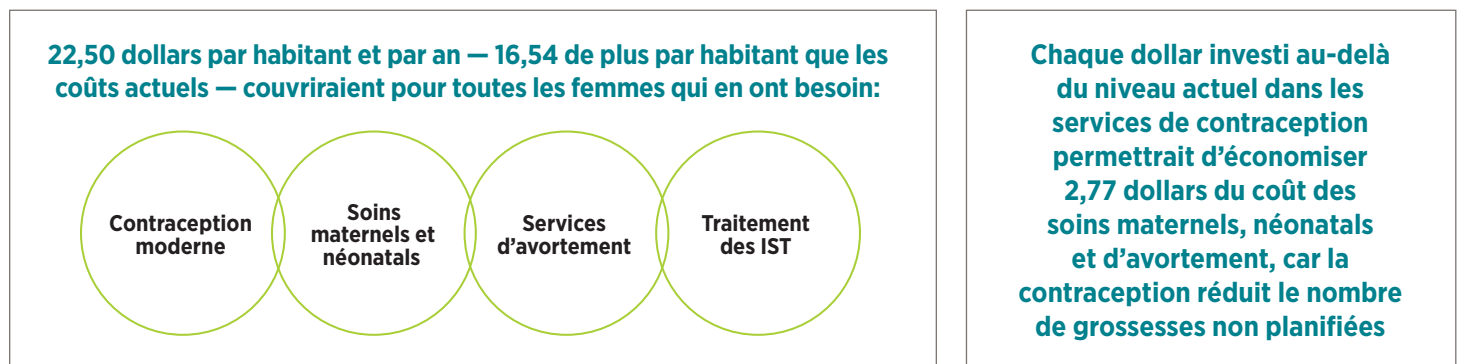 22,50 dollars par habitant et par an — 16,54 de plus par habitant que les
coûts actuels — couvriraient pour toutes les femmes qui en ont besoin:
Contraception
moderne
Soins
maternels et
néonatals
Services
d’avortement
Traitement
des IST
Chaque dollar investi au-delà
du niveau actuel dans les
services de contraception
permettrait d’économiser
2,77 dollars du coût des
soins maternels, néonatals
et d’avortement, car la
contraception réduit le nombre
de grossesses non planifiées